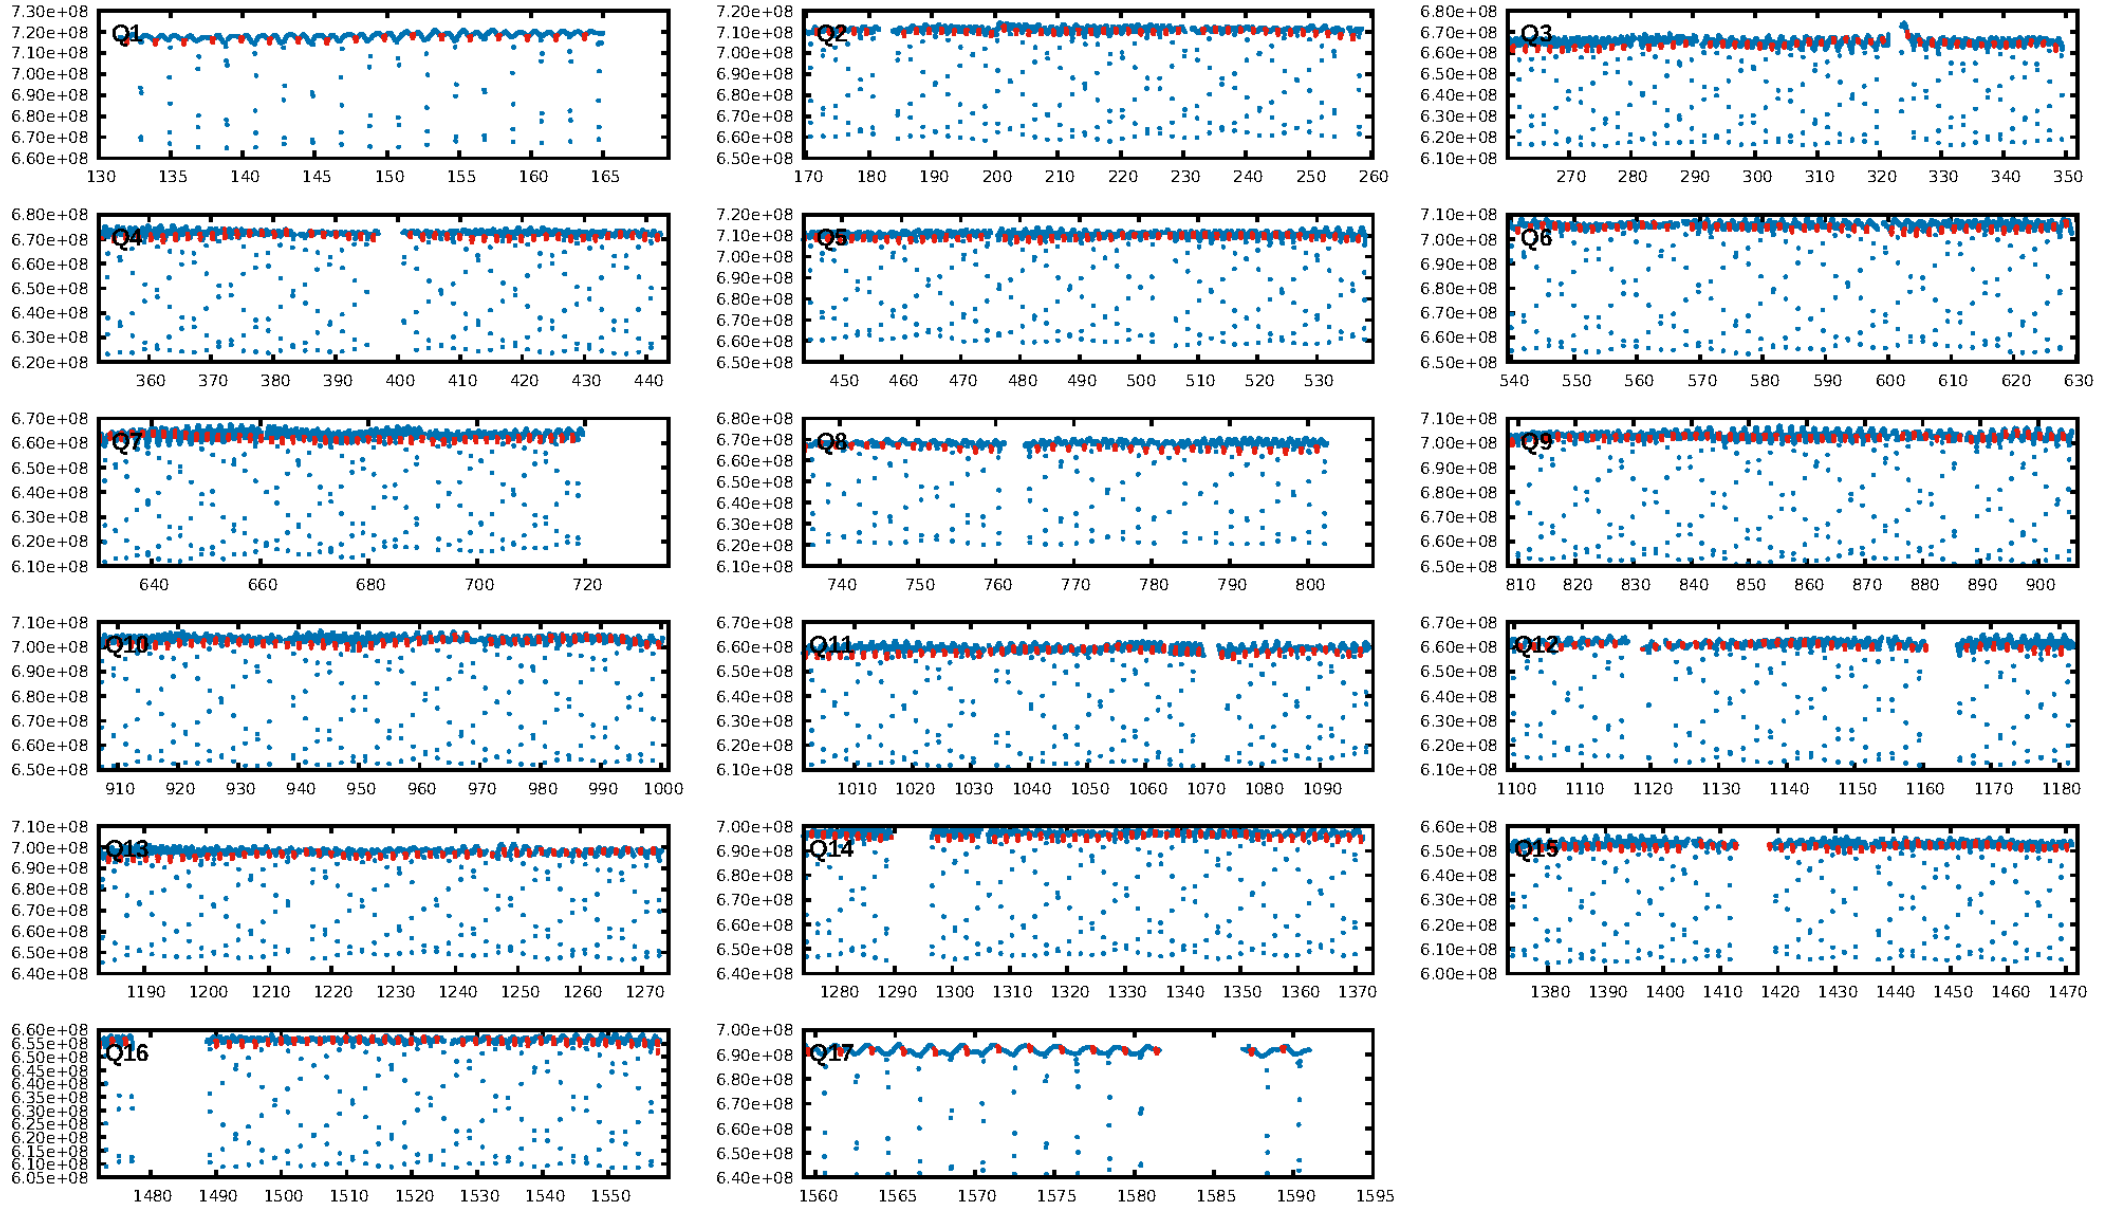 7.30e+08 7.20e+08 7.10e+08 7.00e+08 6.90e+08 6.80e+08 6.70e+08 6.60e+08
Q1
130 135 140 145 150 155 160 165
7.20e+08 7.10e+08 7.00e+08 6.90e+08 6.80e+08 6.70e+08 6.60e+08 6.50e+08
Q2
170 180 190 200 210 220 230 240 250 260
6.80e+08 6.70e+08 6.60e+08 6.50e+08 6.40e+08 6.30e+08 6.20e+08 6.10e+08
Q3
270 280 290 300 310 320 330 340 350
6.80e+08 6.70e+08 6.60e+08 6.50e+08 6.40e+08 6.30e+08 6.20e+08
Q4
360 370 380 390 400 410 420 430 440
7.20e+08 7.10e+08 7.00e+08 6.90e+08 6.80e+08 6.70e+08 6.60e+08 6.50e+08
Q5
450 460 470 480 490 500 510 520 530
7.10e+08 7.00e+08 6.90e+08 6.80e+08 6.70e+08 6.60e+08 6.50e+08
Q6
540 550 560 570 580 590 600 610 620 630
6.70e+08 6.60e+08 6.50e+08 6.40e+08 6.30e+08 6.20e+08 6.10e+08
Q7
640 660 680 700 720
6.80e+08 6.70e+08 6.60e+08 6.50e+08 6.40e+08 6.30e+08 6.20e+08 6.10e+08
Q8
740 750 760 770 780 790 800
7.10e+08 7.00e+08 6.90e+08 6.80e+08 6.70e+08 6.60e+08 6.50e+08
Q9
810 820 830 840 850 860 870 880 890 900
7.10e+08 7.00e+08 6.90e+08 6.80e+08 6.70e+08 6.60e+08 6.50e+08
Q10
910 920 930 940 950 960 970 980 990 1000
6.70e+08 6.60e+08 6.50e+08 6.40e+08 6.30e+08 6.20e+08 6.10e+08
Q11
1010 1020 1030 1040 1050 1060 1070 1080 1090
6.70e+08 6.60e+08 6.50e+08 6.40e+08 6.30e+08 6.20e+08 6.10e+08
Q12
1100 1110 1120 1130 1140 1150 1160 1170 1180
7.10e+08 7.00e+08 6.90e+08 6.80e+08 6.70e+08 6.60e+08 6.50e+08 6.40e+08
Q13
1190 1200 1210 1220 1230 1240 1250 1260 1270
7.00e+08 6.90e+08 6.80e+08 6.70e+08 6.60e+08 6.50e+08 6.40e+08
Q14
1280 1290 1300 1310 1320 1330 1340 1350 1360 1370
6.60e+08 6.50e+08 6.40e+08 6.30e+08 6.20e+08 6.10e+08 6.00e+08
Q15
1380 1390 1400 1410 1420 1430 1440 1450 1460 1470
6.60e+08 6.55e+08 6.50e+08 6.45e+08 6.40e+08 6.35e+08 6.30e+08 6.25e+08 6.20e+08 6.15e+08 6.10e+08 6.05e+08
Q16
1480 1490 1500 1510 1520 1530 1540 1550
7.00e+08 6.90e+08 6.80e+08 6.70e+08 6.60e+08 6.50e+08 6.40e+08
Q17
1560 1565 1570 1575 1580 1585 1590 1595